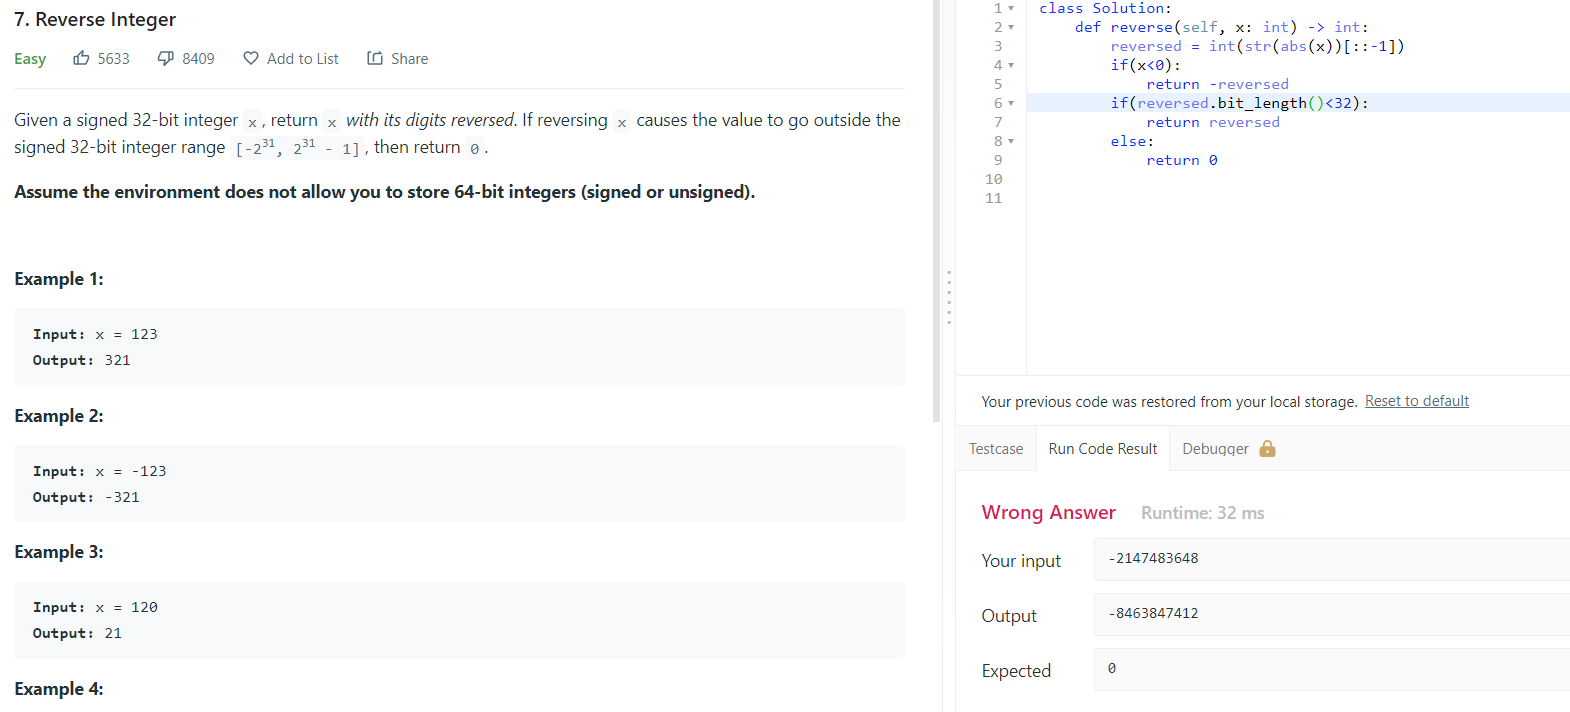 7. Reverse Integer
Easy 5633 8409 Add to List Share
Given a signed 32-bit integer x, return x with its digits reversed. If reversing x causes the value to go outside the
signed 32-bit integer range [-2³¹, 2³¹ - 1], then return 0.
Assume the environment does not allow you to store 64-bit integers (signed or unsigned).
Example 1:
Input: x = 123
Output: 321
Example 2:
Input: x = -123
Output: -321
Example 3:
Input: x = 120
Output: 21
Example 4:
1 class Solution:
2     def reverse(self, x: int) -> int:
3         reversed = int(str(abs(x))[::-1])
4         if(x<0):
5             return -reversed
6         if(reversed.bit_length()<32):
7             return reversed
8         else:
9             return 0
10
11
Your previous code was restored from your local storage. Reset to default
Testcase Run Code Result Debugger
Wrong Answer Runtime: 32 ms
Your input -2147483648
Output -8463847412
Expected 0